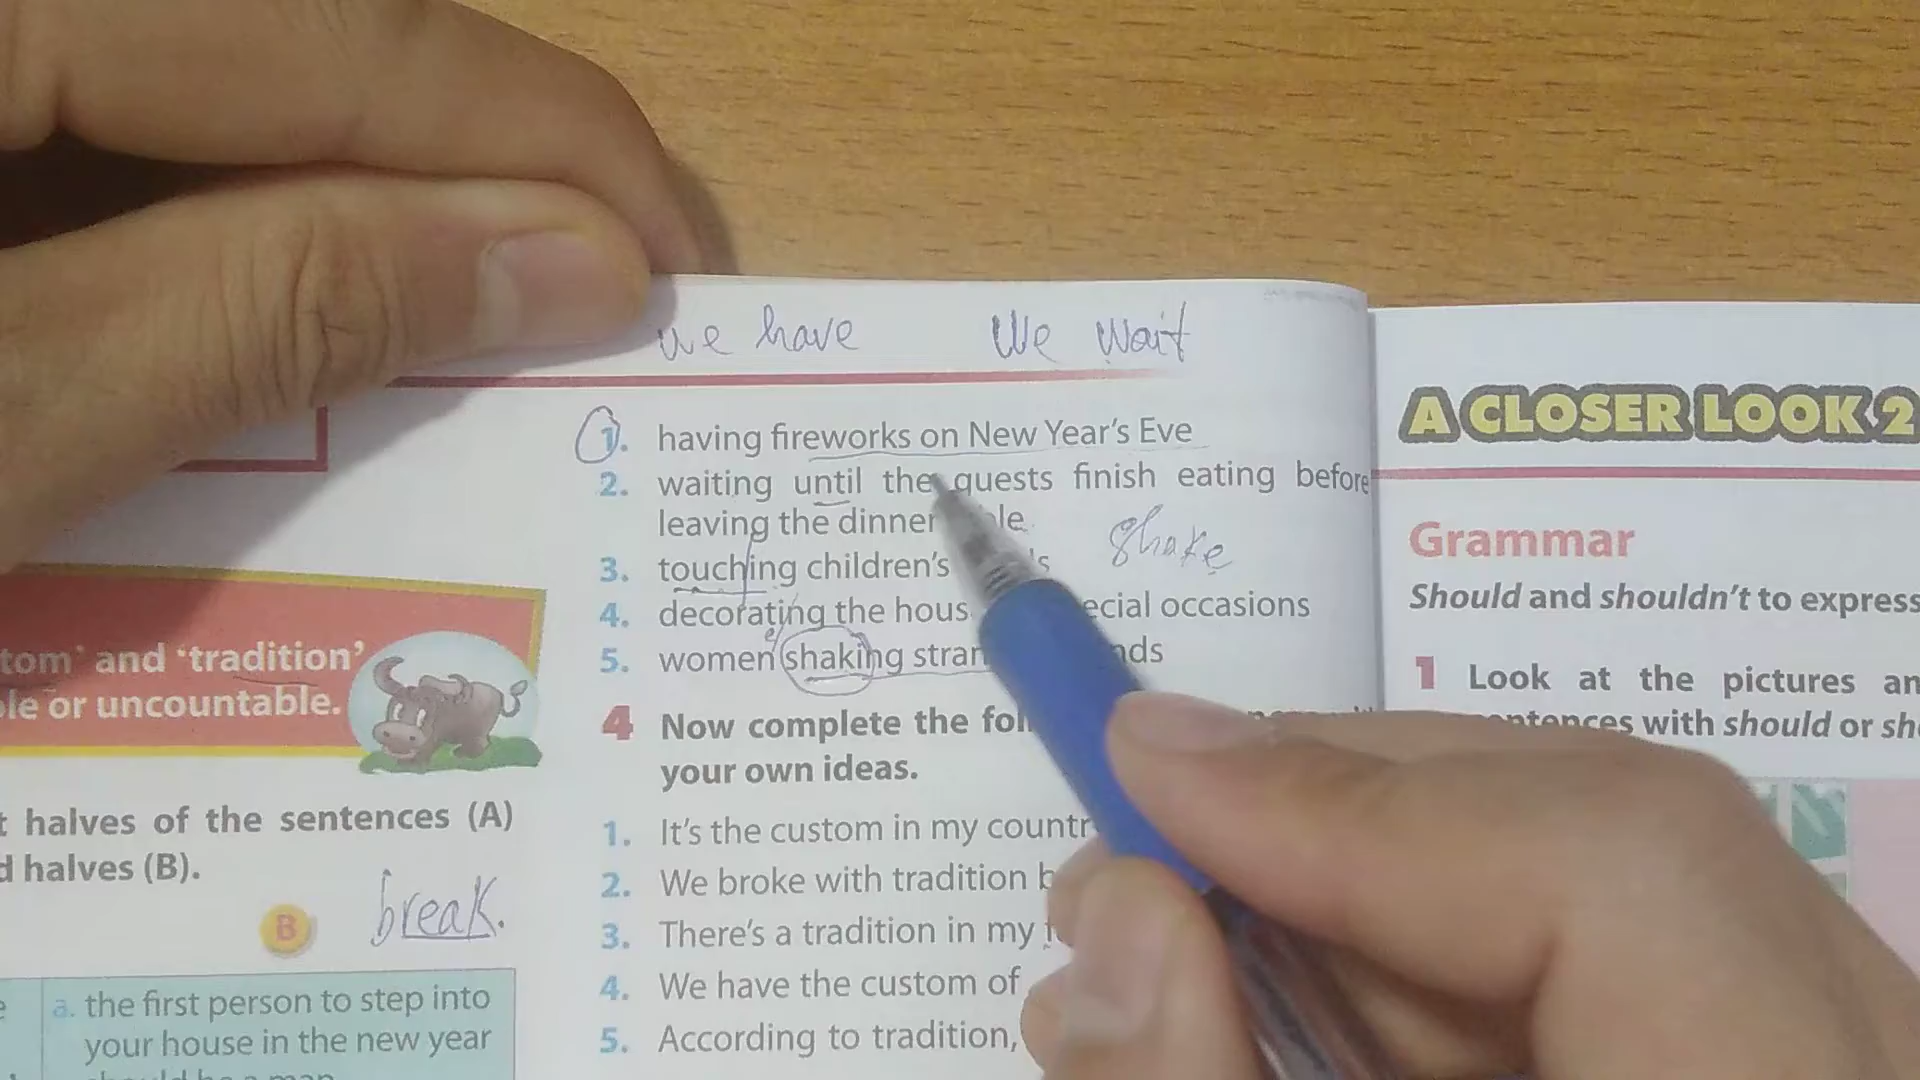 we have We wait
1. having fireworks on New Year's Eve
2. waiting until the guests finish eating before
leaving the dinner
3. touching children's
shake
4. decorating the hous ecial occasions
e
5. women shaking stran nds
4 Now complete the fol
your own ideas.
1. It's the custom in my countr
2. We broke with tradition b
3. There's a tradition in my f
4. We have the custom of
5. According to tradition,
tom' and 'tradition'
le or uncountable.
t halves of the sentences (A)
d halves (B).
B break.
a. the first person to step into
your house in the new year
A CLOSER LOOK 2
Grammar
Should and shouldn't to express
1 Look at the pictures an
entences with should or sh